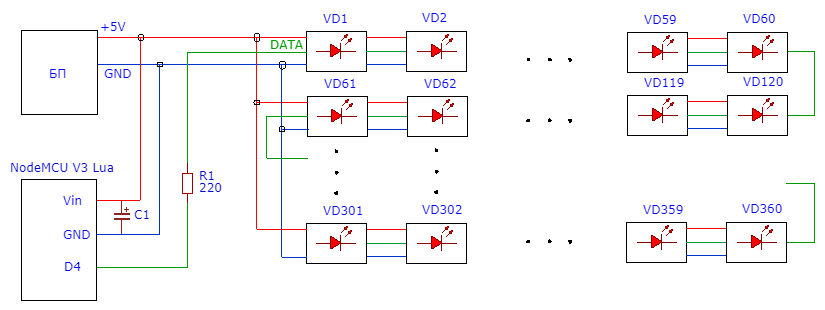 VD1 VD2 VD59 VD60
+5V
DATA
БП
GND
VD61 VD62 VD119 VD120
NodeMCU V3 Lua
R1
220
Vin
C1
+
GND
D4
VD301 VD302 VD359 VD360